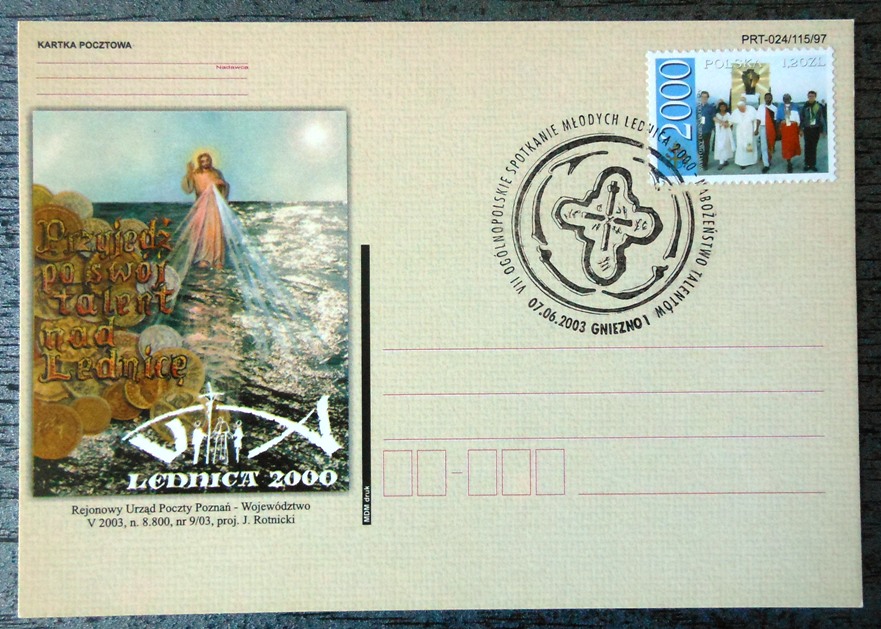 KARTKA POCZTOWA
Nadawca
PRT-024/115/97
POLSKA 1,20ZŁ
2000
VII OGÓLNOPOLSKIE SPOTKANIE MŁODYCH LEDNICA 2000 - NABOŻEŃSTWO TALENTÓW
07.06.2003 GNIEZNO 1
Przyjedź
po swój
talent
nad
Lednicę
LEDNICA 2000
MDM druk
Rejonowy Urząd Poczty Poznań - Województwo
V 2003, n. 8.800, nr 9/03, proj. J. Rotnicki